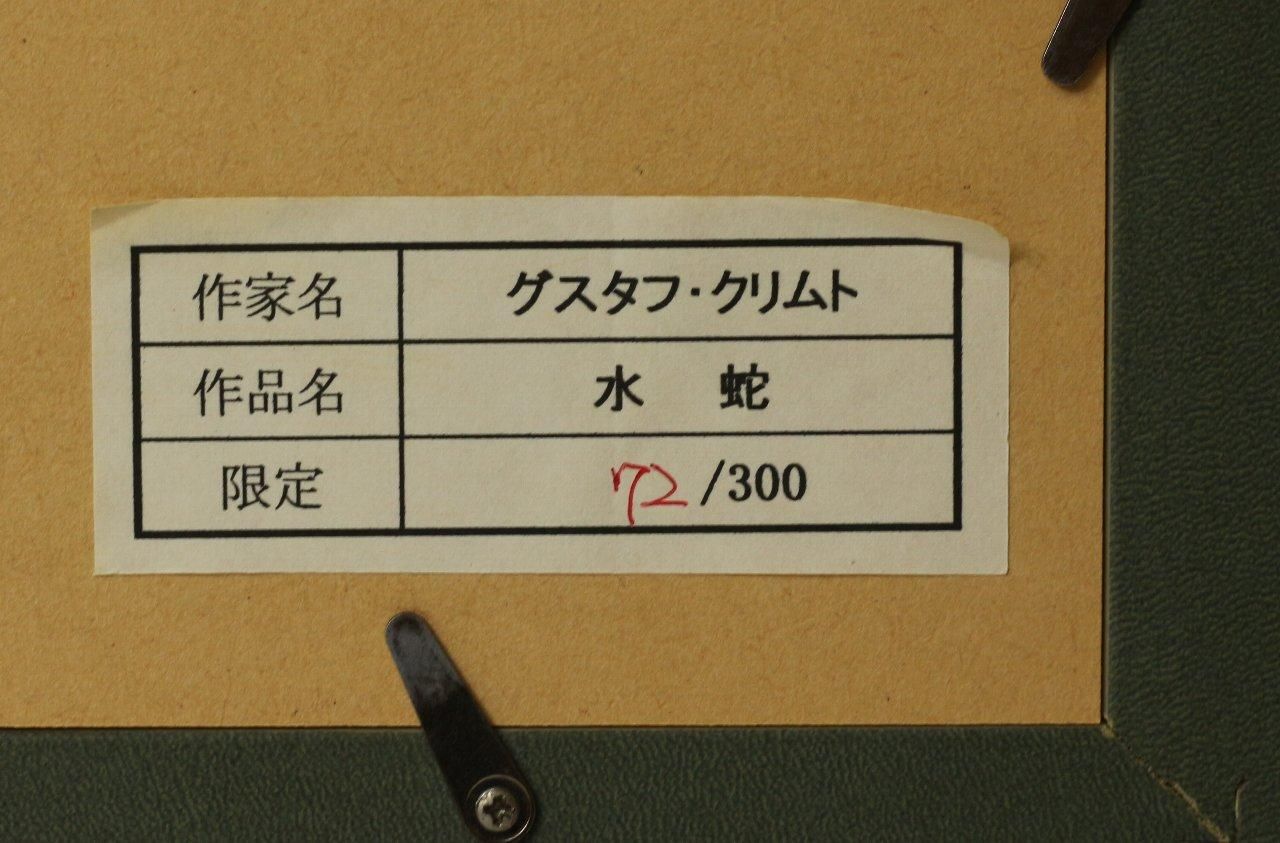 作家名 グスタフ・クリムト
作品名 水 蛇
限定 72/300